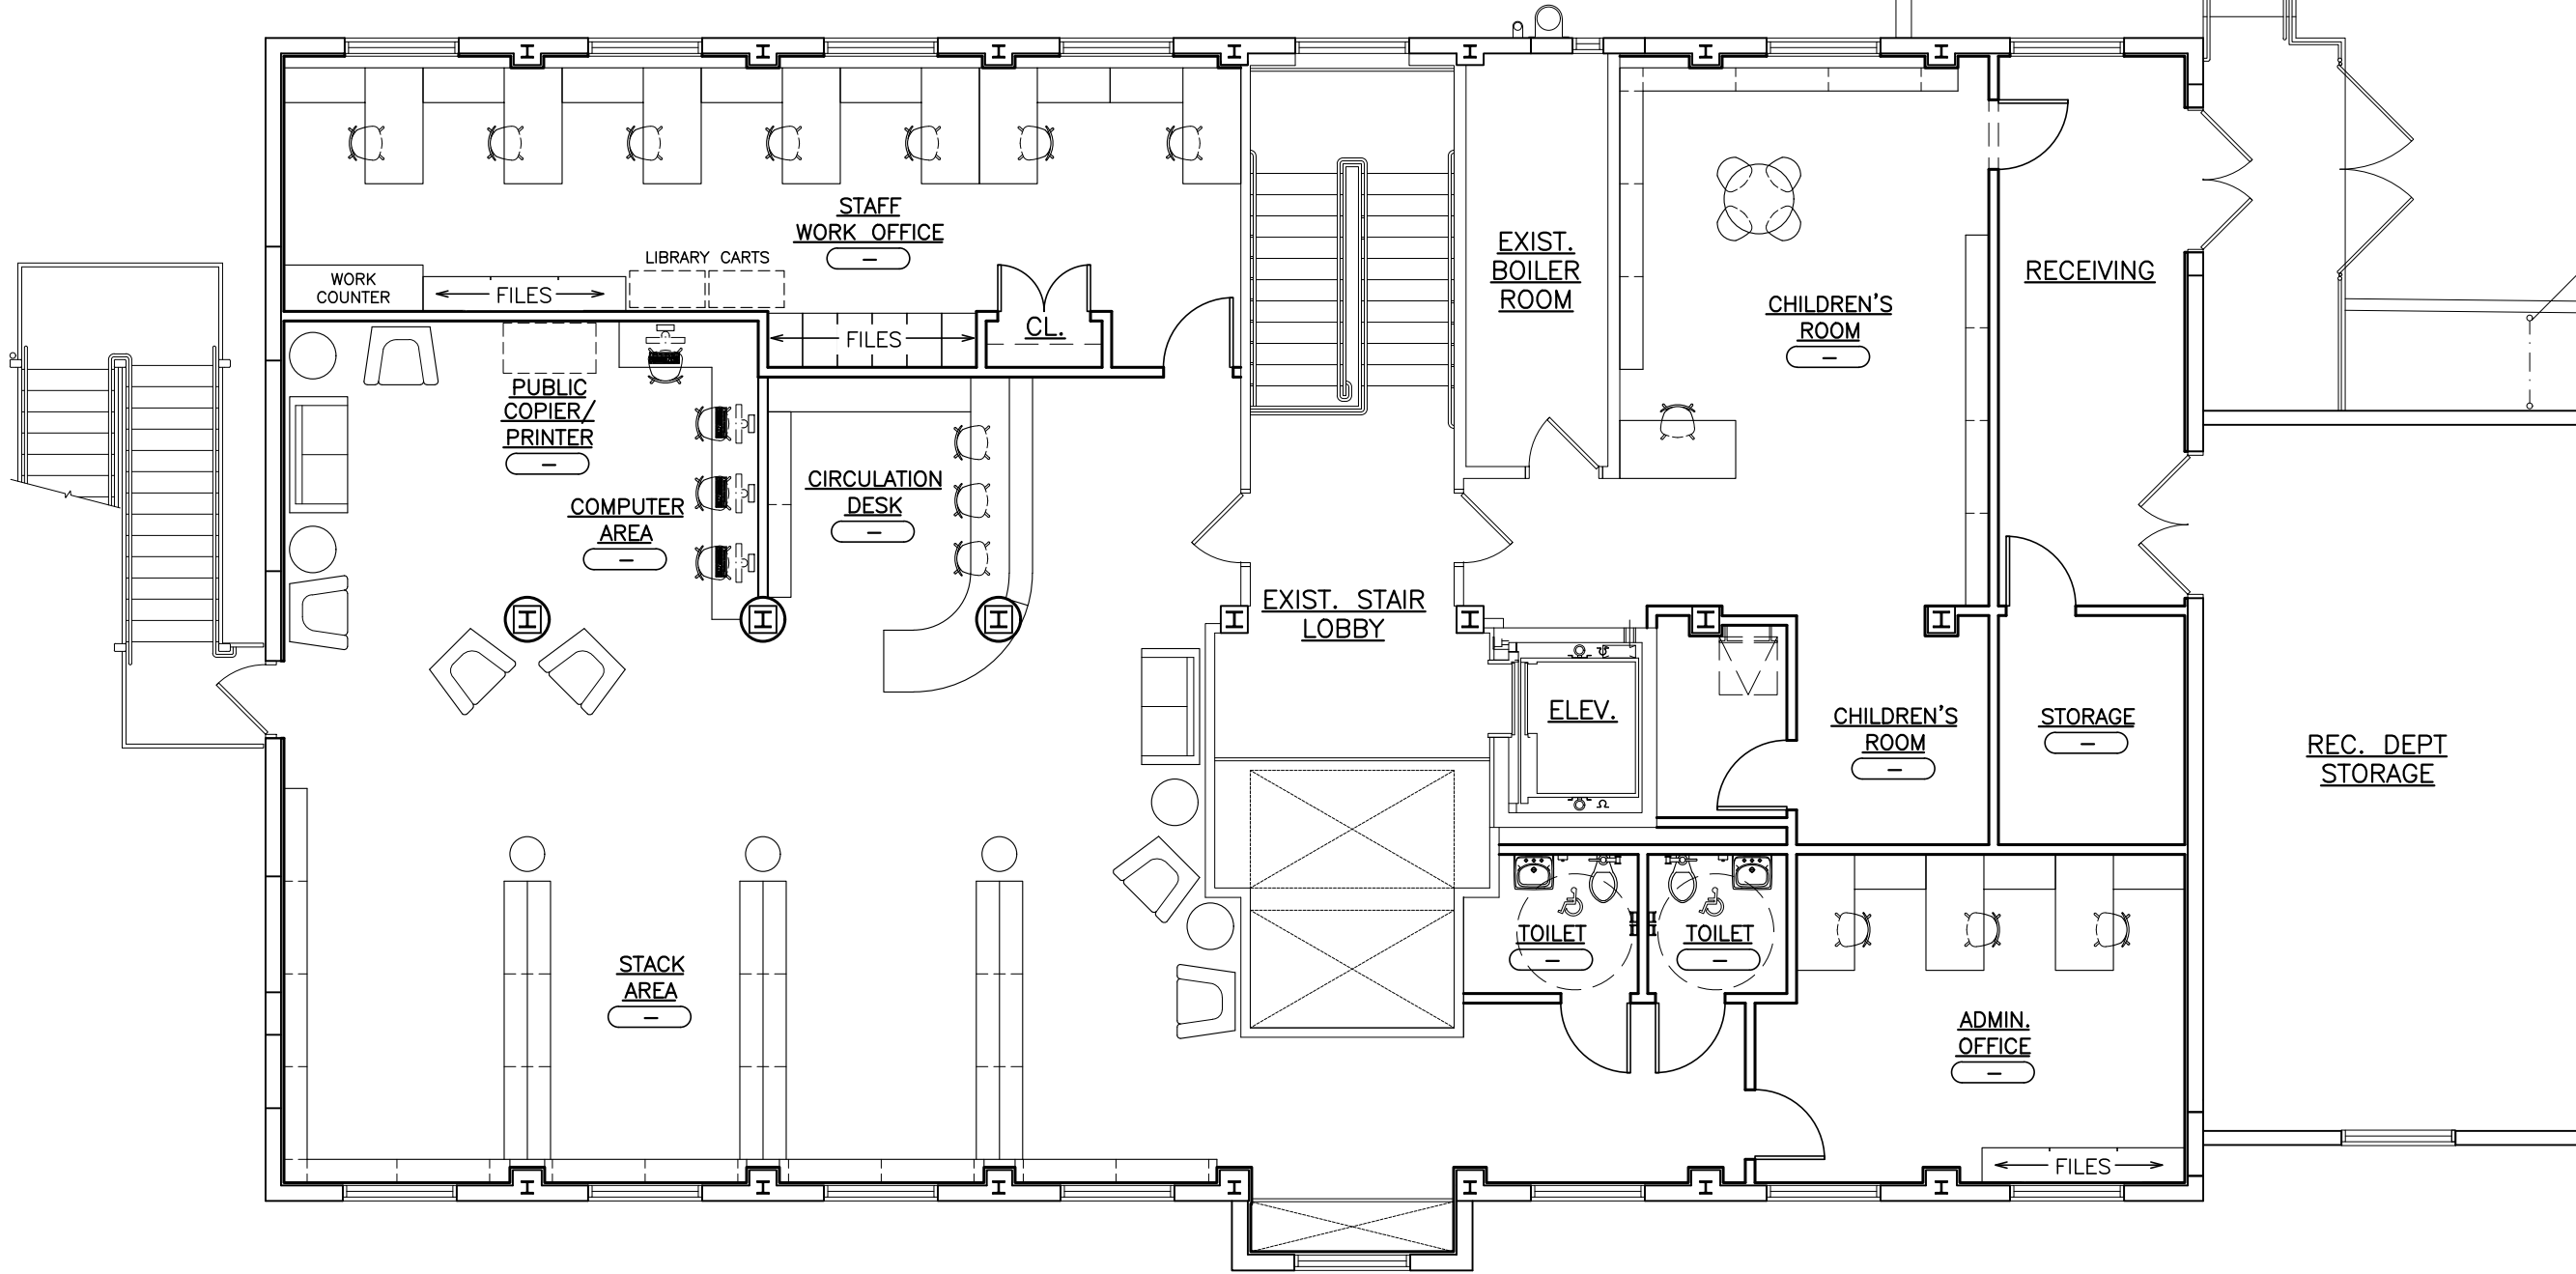 STAFF
WORK OFFICE
–
LIBRARY CARTS
WORK
COUNTER
FILES
FILES
CL.
EXIST.
BOILER
ROOM
CHILDREN'S
ROOM
–
RECEIVING
PUBLIC
COPIER/
PRINTER
–
COMPUTER
AREA
–
CIRCULATION
DESK
–
EXIST. STAIR
LOBBY
ELEV.
CHILDREN'S
ROOM
–
STORAGE
–
REC. DEPT
STORAGE
STACK
AREA
–
TOILET
–
TOILET
–
ADMIN.
OFFICE
–
FILES